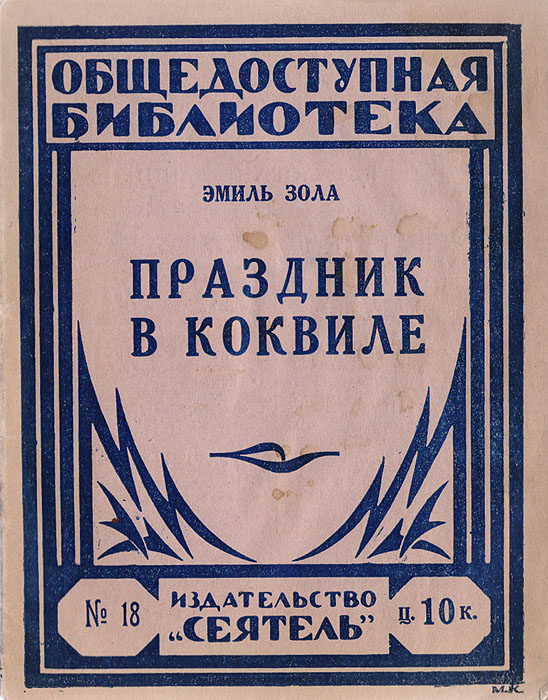 ОБЩЕДОСТУПНАЯ
БИБЛИОТЕКА
ЭМИЛЬ ЗОЛА
ПРАЗДНИК
В КОКВИЛЕ
№ 18
ИЗДАТЕЛЬСТВО
„СЕЯТЕЛЬ"
ц. 10 к.
М.К.